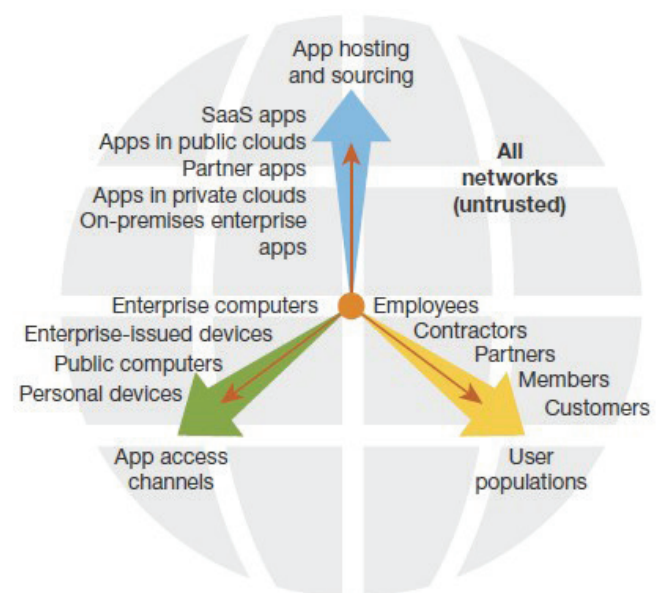 App hosting
and sourcing
SaaS apps
Apps in public clouds
Partner apps
Apps in private clouds
On-premises enterprise
apps
All
networks
(untrusted)
Enterprise computers
Enterprise-issued devices
Public computers
Personal devices
Employees
Contractors
Partners
Members
Customers
App access
channels
User
populations